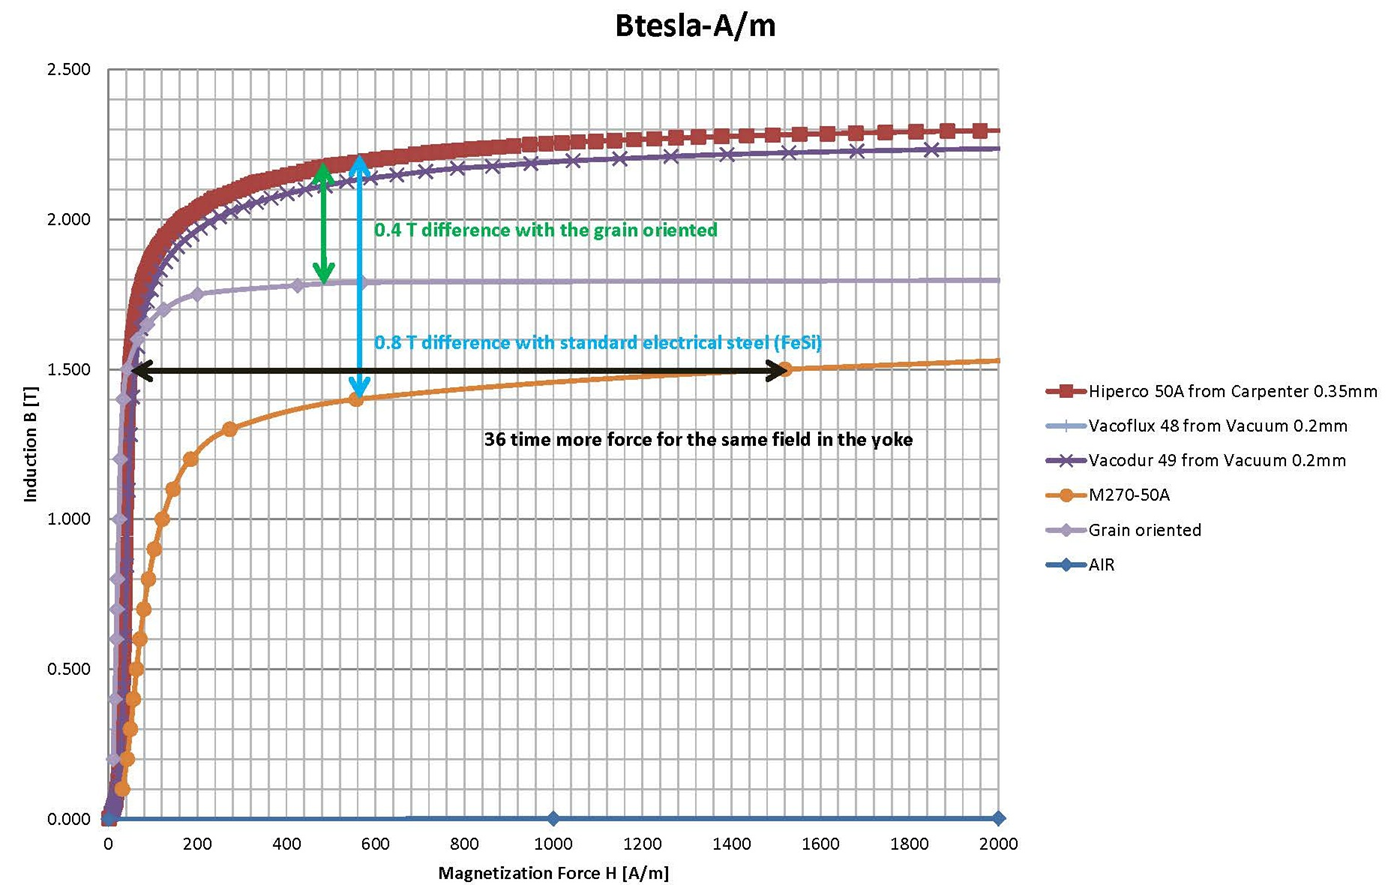 Btesla-A/m
2.500
2.000
1.500
1.000
0.500
0.000
Induction B [T]
0.4 T difference with the grain oriented
0.8 T difference with standard electrical steel (FeSi)
36 time more force for the same field in the yoke
0 200 400 600 800 1000 1200 1400 1600 1800 2000
Magnetization Force H [A/m]
Hiperco 50A from Carpenter 0.35mm
Vacoflux 48 from Vacuum 0.2mm
Vacodur 49 from Vacuum 0.2mm
M270-50A
Grain oriented
AIR